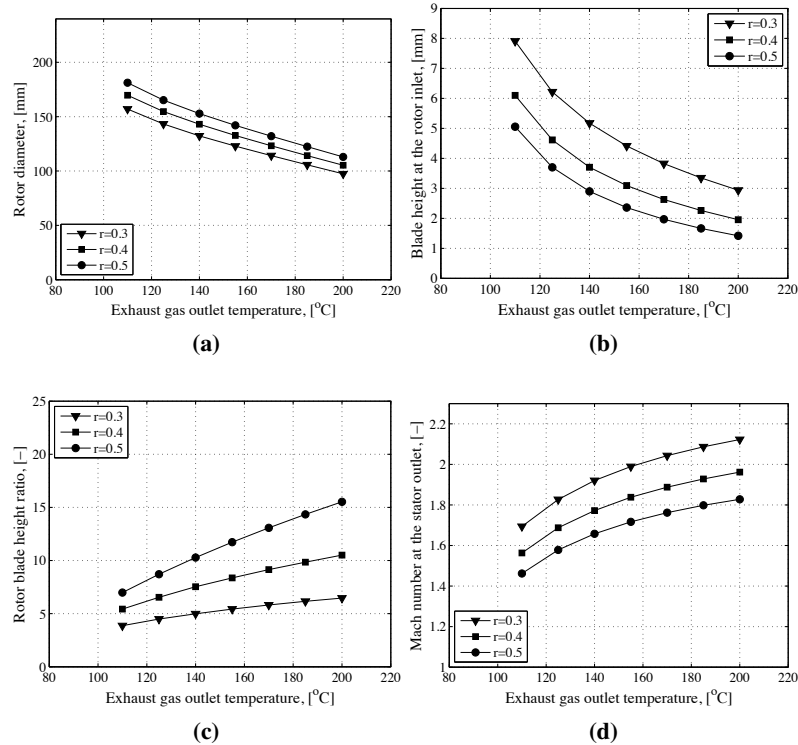 200
150
100
50
0
Rotor diameter, [mm]
r=0.3
r=0.4
r=0.5
80 100 120 140 160 180 200 220
Exhaust gas outlet temperature, [°C]
(a)
9
8
7
6
5
4
3
2
1
0
Blade height at the rotor inlet, [mm]
r=0.3
r=0.4
r=0.5
80 100 120 140 160 180 200 220
Exhaust gas outlet temperature, [°C]
(b)
25
20
15
10
5
0
Rotor blade height ratio, [−]
r=0.3
r=0.4
r=0.5
80 100 120 140 160 180 200 220
Exhaust gas outlet temperature, [°C]
(c)
2.2
2
1.8
1.6
1.4
1.2
1
Mach number at the stator outlet, [−]
r=0.3
r=0.4
r=0.5
80 100 120 140 160 180 200 220
Exhaust gas outlet temperature, [°C]
(d)